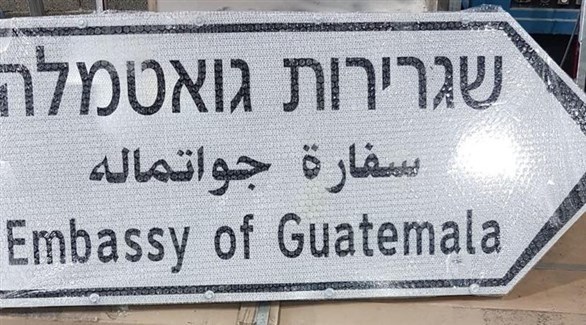 שגרירות גואטמלה
سفارة جواتماله
Embassy of Guatemala